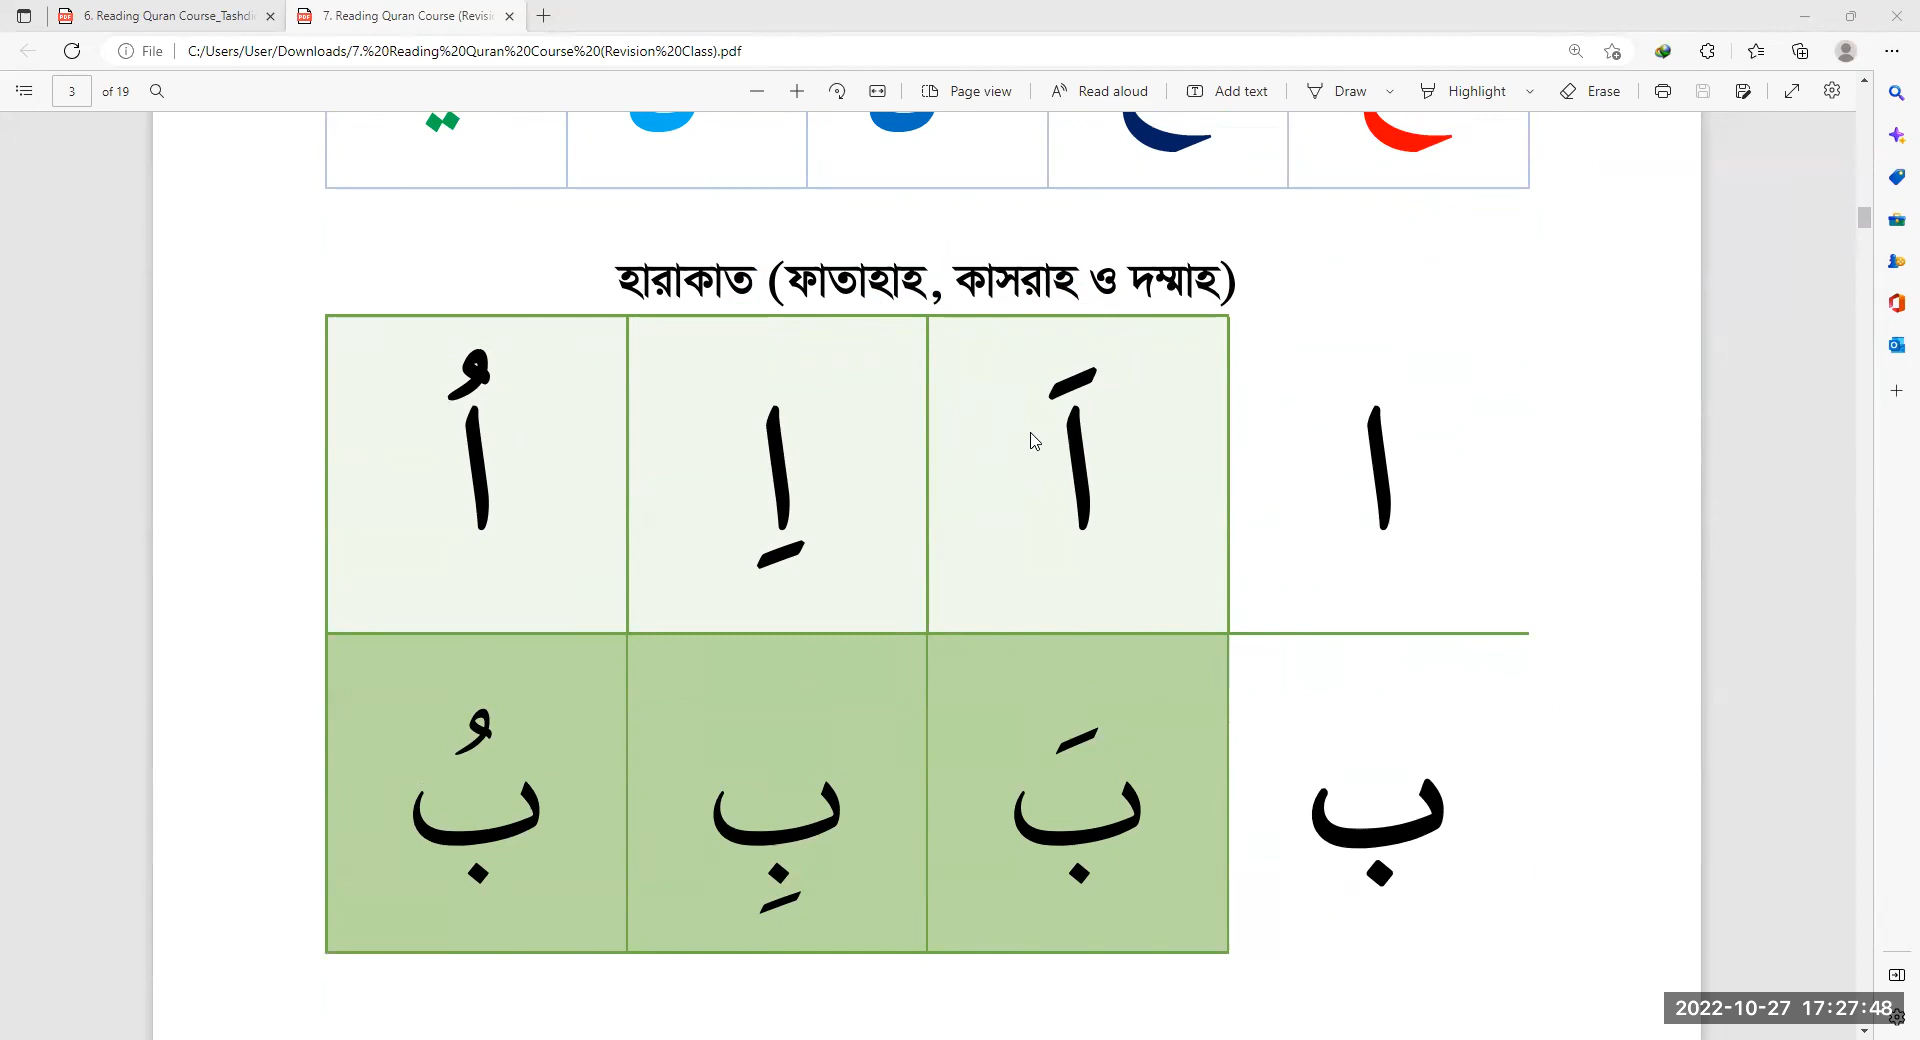 6. Reading Quran Course_Tashdi
7. Reading Quran Course (Revisi
File
C:/Users/User/Downloads/7.%20Reading%20Quran%20Course%20(Revision%20Class).pdf
3 of 19
Page view
Read aloud
Add text
Draw
Highlight
Erase
হারাকাত (ফাতাহাহ, কাসরাহ ও দম্মাহ)
ا اَ اِ اُ
ب بَ بِ بُ
2022-10-27 17:27:48